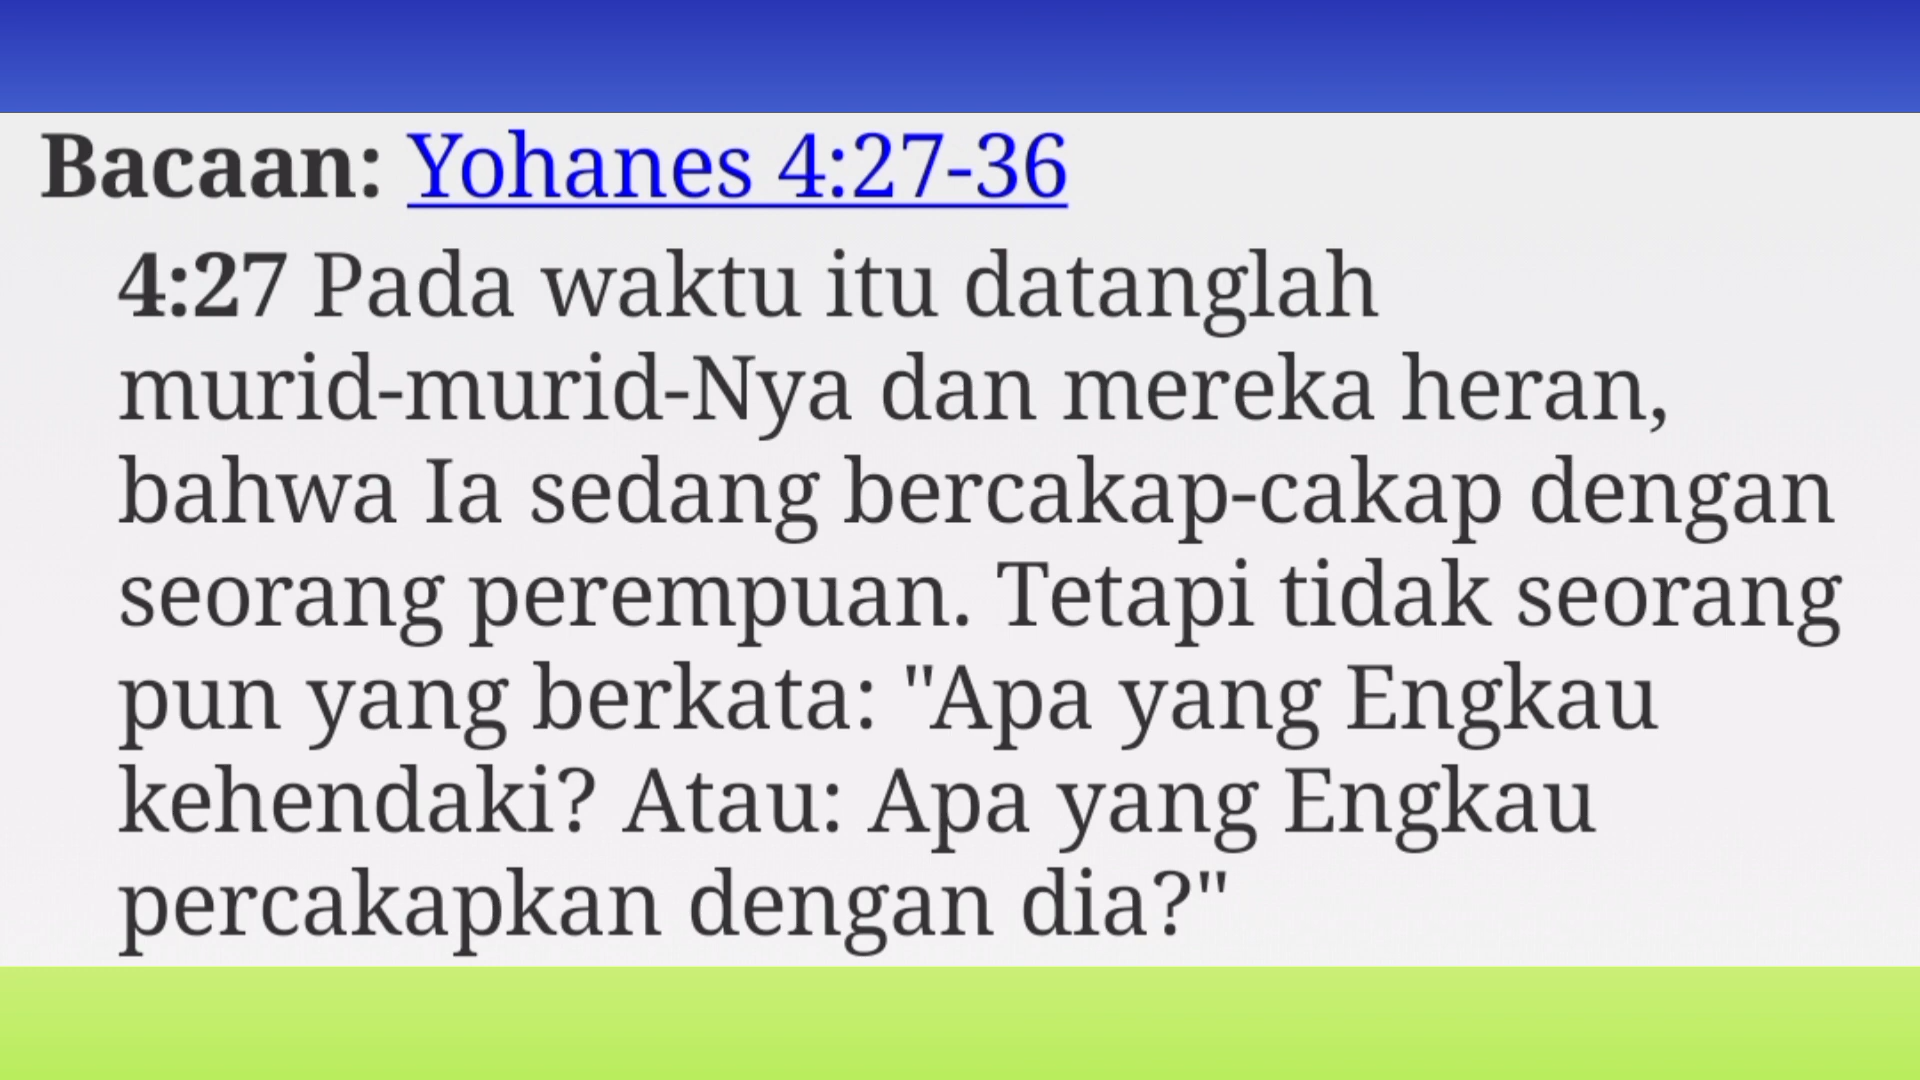 Bacaan: Yohanes 4:27-36
4:27 Pada waktu itu datanglah
murid-murid-Nya dan mereka heran,
bahwa Ia sedang bercakap-cakap dengan
seorang perempuan. Tetapi tidak seorang
pun yang berkata: "Apa yang Engkau
kehendaki? Atau: Apa yang Engkau
percakapkan dengan dia?"